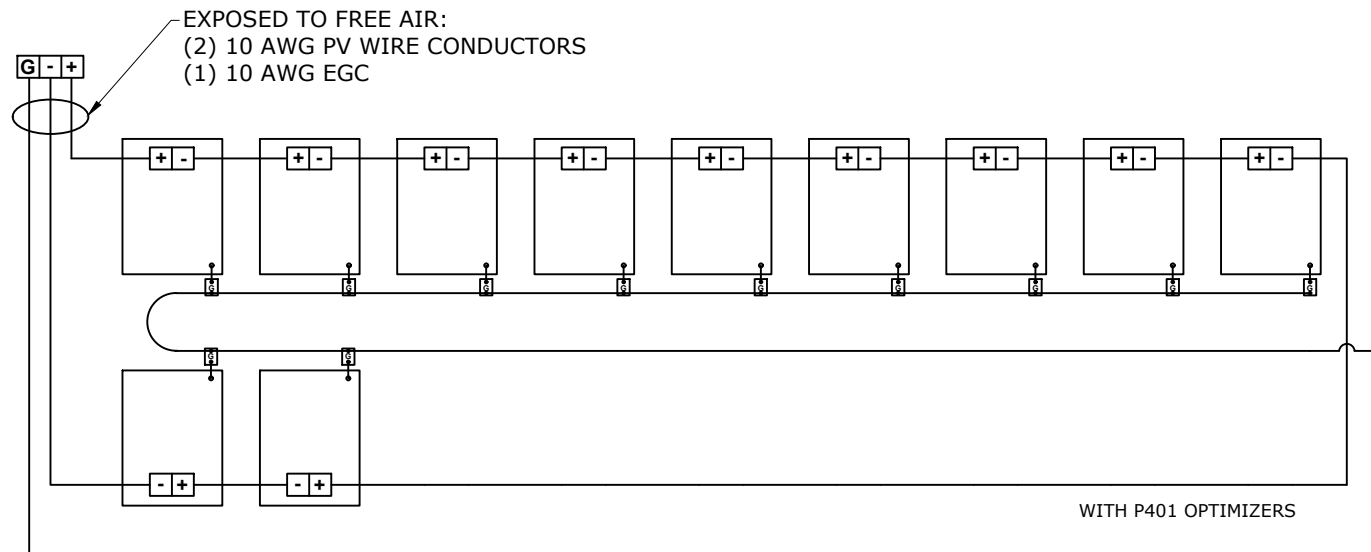 EXPOSED TO FREE AIR:
(2) 10 AWG PV WIRE CONDUCTORS
(1) 10 AWG EGC
G - +
+ - + - + - + - + - + - + - + - + -
G G G G G G G G G
G G
- + - +
WITH P401 OPTIMIZERS